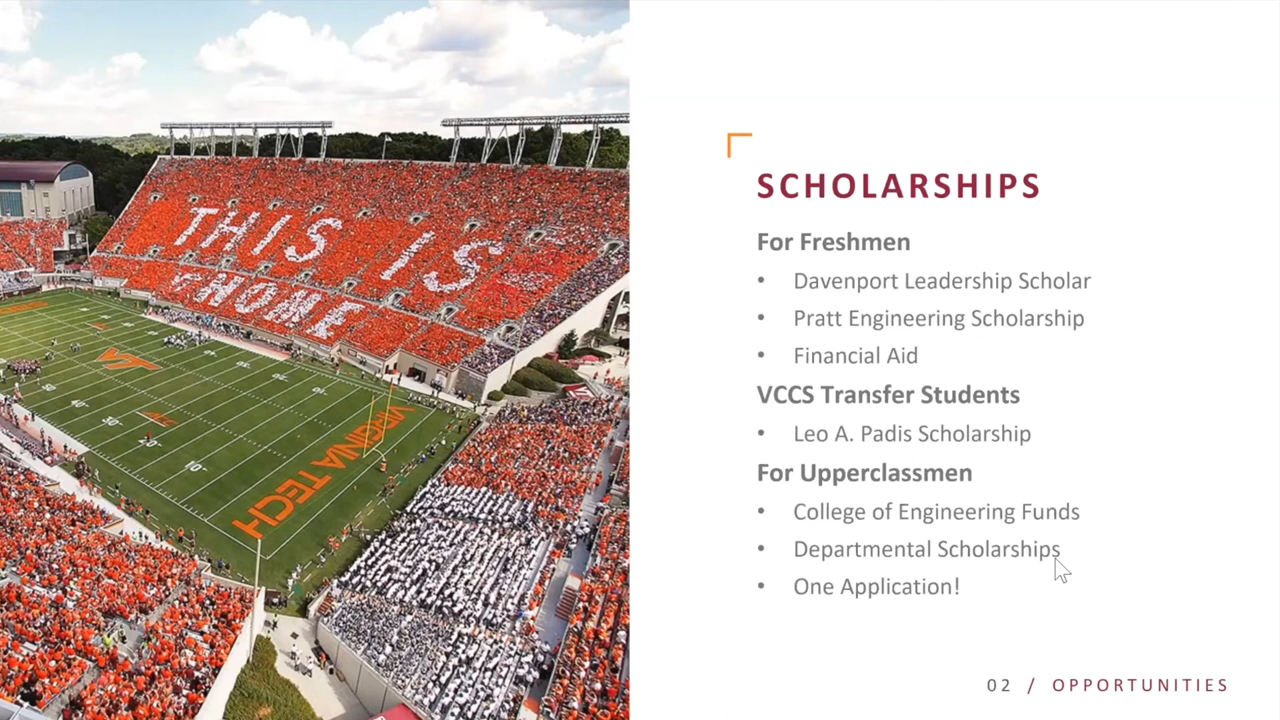 THIS IS
HOME
VT
VIRGINIA TECH
SCHOLARSHIPS
For Freshmen
• Davenport Leadership Scholar
• Pratt Engineering Scholarship
• Financial Aid
VCCS Transfer Students
• Leo A. Padis Scholarship
For Upperclassmen
• College of Engineering Funds
• Departmental Scholarships
• One Application!
02 / OPPORTUNITIES